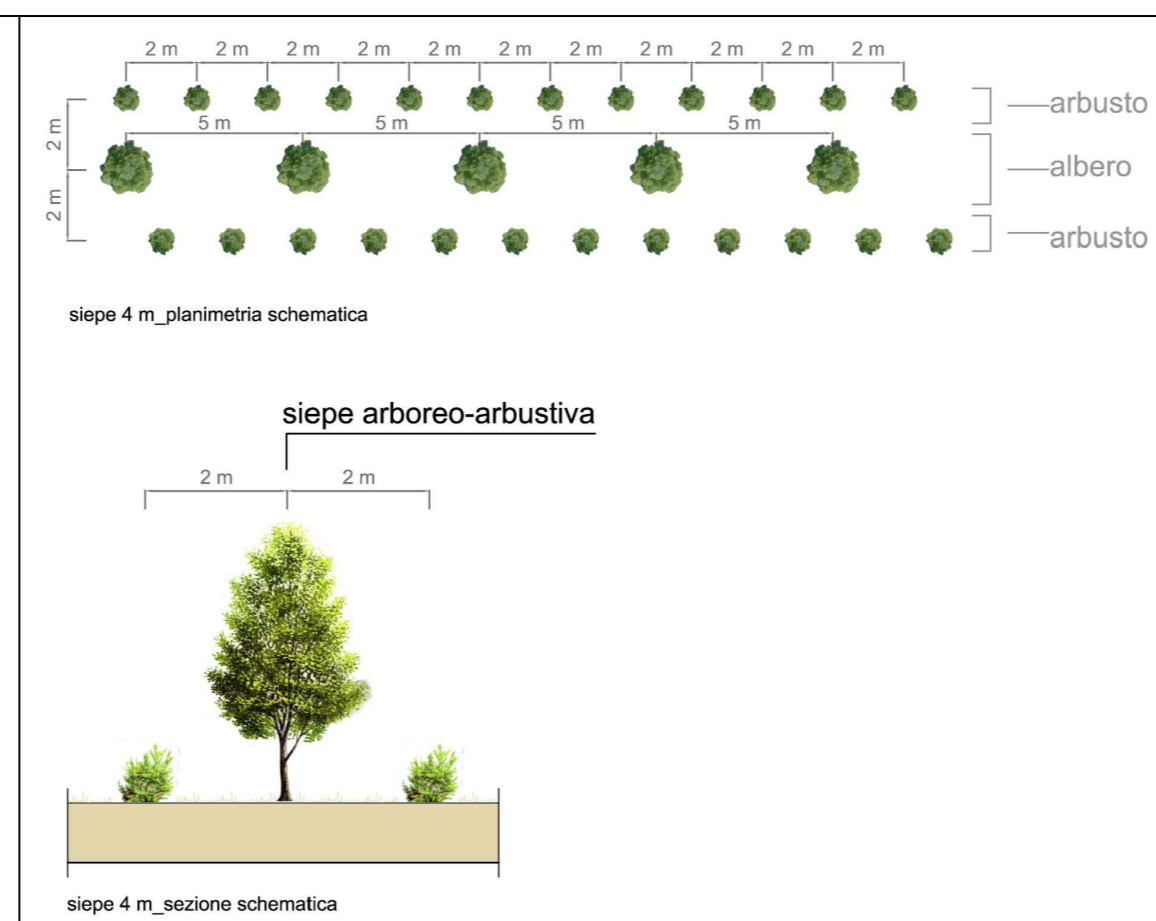 2 m 2 m 2 m 2 m 2 m 2 m 2 m 2 m 2 m 2 m 2 m
arbusto
5 m 5 m 5 m 5 m
2 m
albero
2 m
arbusto
siepe 4 m_planimetria schematica
siepe arboreo-arbustiva
2 m 2 m
siepe 4 m_sezione schematica